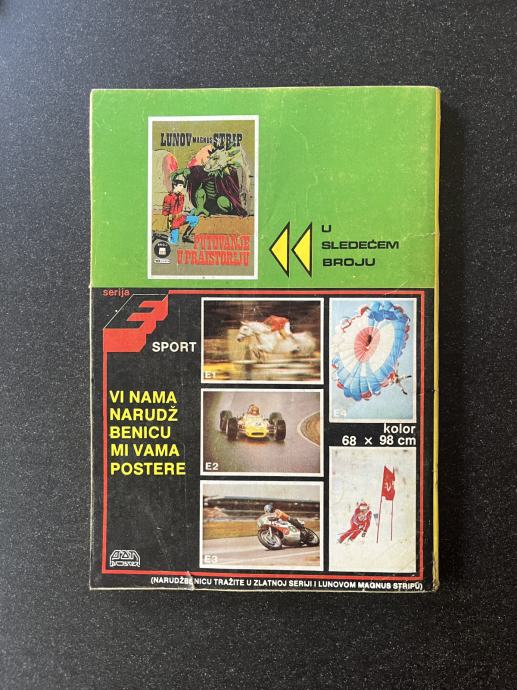 LUNOV MAGNUS STRIP
PUTOVANJE
U PRAISTORIJU
U
SLEDEĆEM
BROJU
serija
E
SPORT
E1
E4
VI NAMA
NARUDŽ
BENICU
MI VAMA
POSTERE
kolor
68 x 98 cm
E2
E3
(NARUDŽBENICU TRAŽITE U ZLATNOJ SERIJI I LUNOVOM MAGNUS STRIPU)